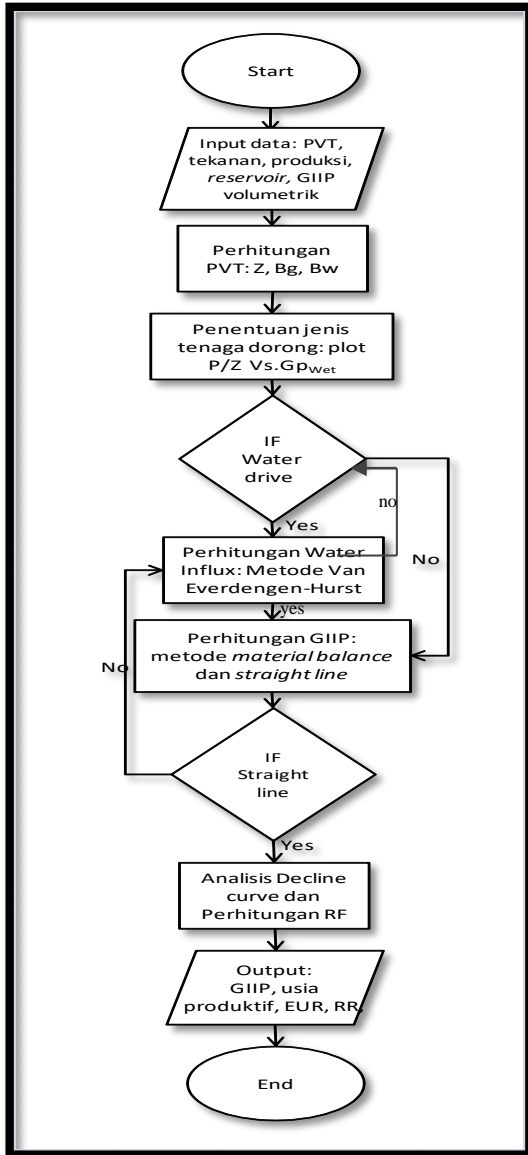 Start
Input data: PVT,
tekanan, produksi,
reservoir, GIIP
volumetrik
Perhitungan
PVT: Z, Bg, Bw
Penentuan jenis
tenaga dorong: plot
P/Z Vs.GpWet
IF
Water
drive
no
Yes
No
Perhitungan Water
Influx: Metode Van
Everdengen-Hurst
yes
Perhitungan GIIP:
metode material balance
dan straight line
No
IF
Straight
line
Yes
Analisis Decline
curve dan
Perhitungan RF
Output:
GIIP, usia
produktif, EUR, RR,
End